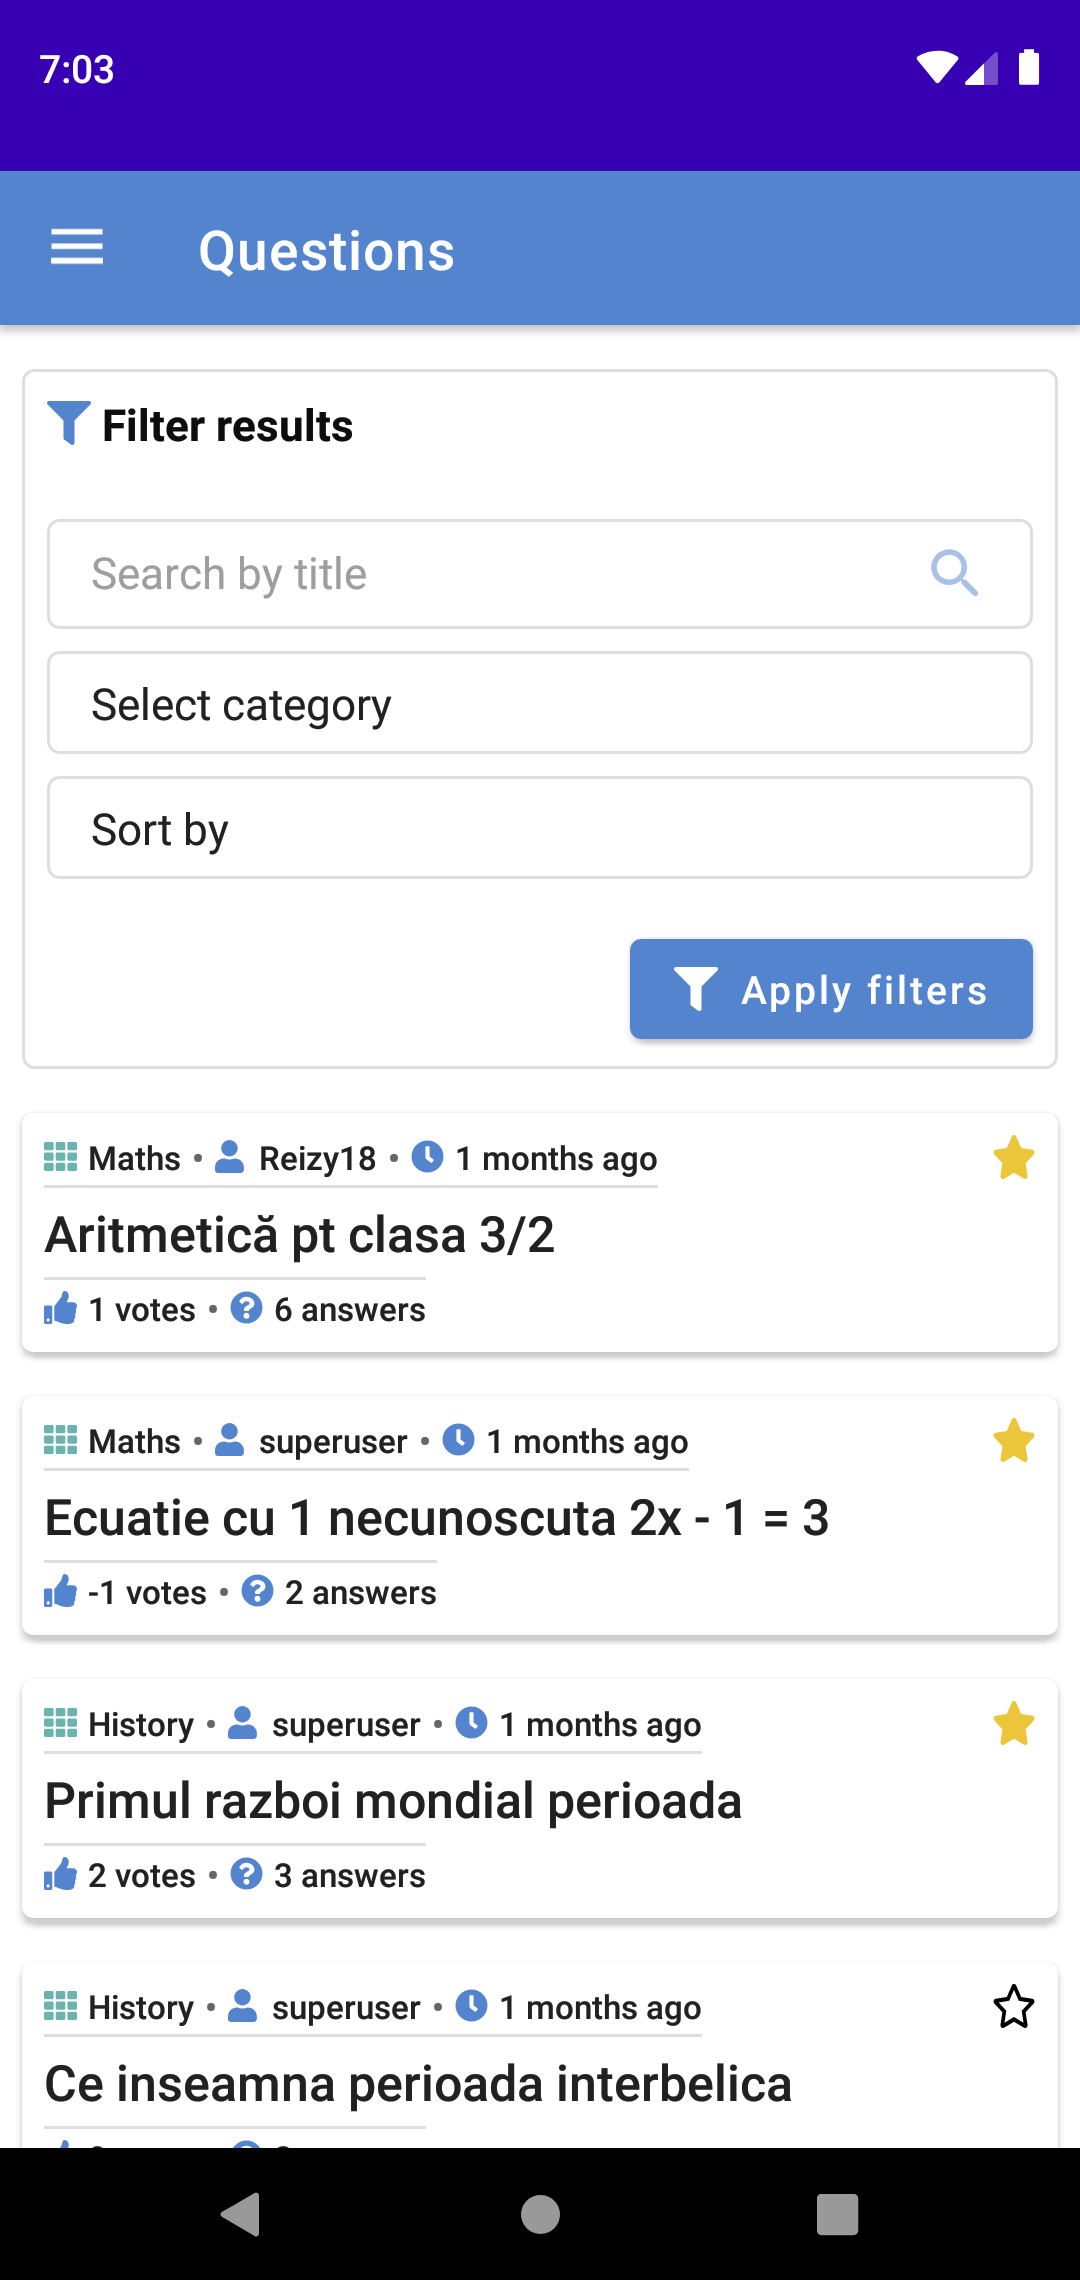 7:03
Questions
Filter results
Search by title
Select category
Sort by
Apply filters
Maths • Reizy18 • 1 months ago
Aritmetică pt clasa 3/2
1 votes • 6 answers
Maths • superuser • 1 months ago
Ecuatie cu 1 necunoscuta 2x - 1 = 3
-1 votes • 2 answers
History • superuser • 1 months ago
Primul razboi mondial perioada
2 votes • 3 answers
History • superuser • 1 months ago
Ce inseamna perioada interbelica